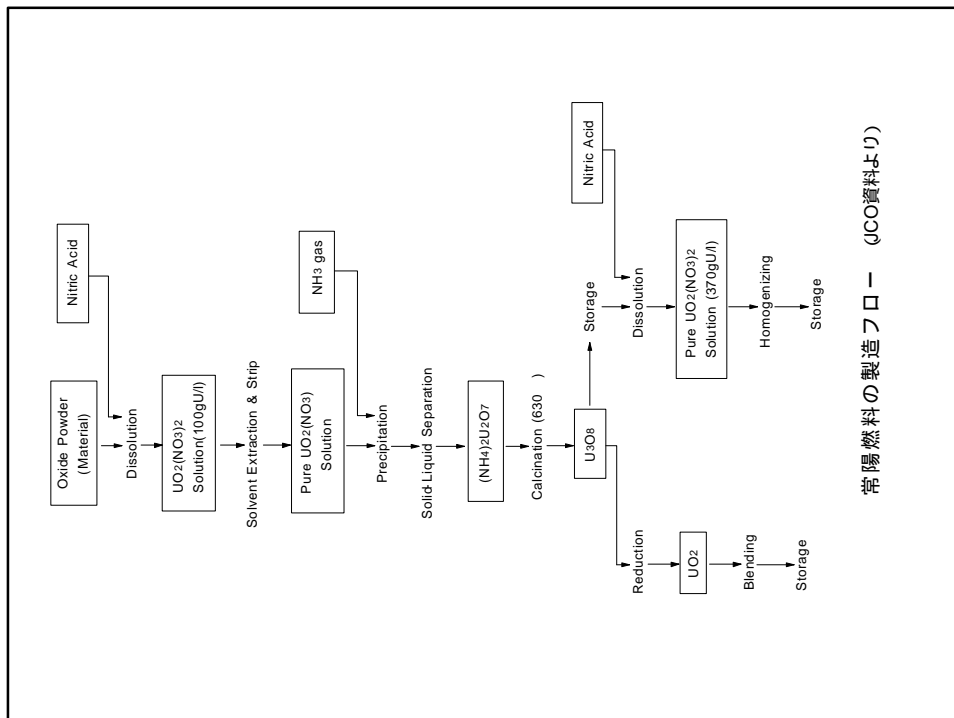 Oxide Powder
(Material)
Nitric Acid
Dissolution
UO2(NO3)2
Solution(100gU/l)
Solvent Extraction & Strip
Pure UO2(NO3)
Solution
NH3 gas
Precipitation
Solid-Liquid Separation
(NH4)2U2O7
Calcination (630 )
U3O8
Reduction
UO2
Blending
Storage
Storage
Nitric Acid
Dissolution
Pure UO2(NO3)2
Solution (370gU/l)
Homogenizing
Storage
常陽燃料の製造フロー (JCO資料より)